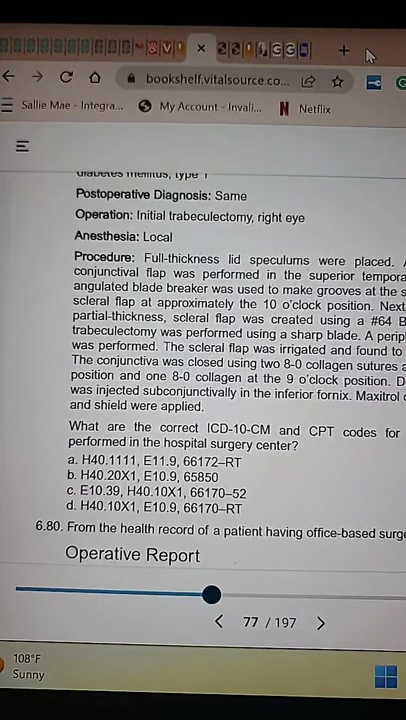 bookshelf.vitalsource.co...
Sallie Mae - Integra...
My Account - Invali...
Netflix
diabetes mellitus, type 1
Postoperative Diagnosis: Same
Operation: Initial trabeculectomy, right eye
Anesthesia: Local
Procedure: Full-thickness lid speculums were placed.
conjunctival flap was performed in the superior tempora
angulated blade breaker was used to make grooves at the s
scleral flap at approximately the 10 o'clock position. Next
partial-thickness, scleral flap was created using a #64 B
trabeculectomy was performed using a sharp blade. A perip
was performed. The scleral flap was irrigated and found to
The conjunctiva was closed using two 8-0 collagen sutures a
position and one 8-0 collagen at the 9 o'clock position. D
was injected subconjunctivally in the inferior fornix. Maxitrol
and shield were applied.
What are the correct ICD-10-CM and CPT codes for
performed in the hospital surgery center?
a. H40.1111, E11.9, 66172–RT
b. H40.20X1, E10.9, 65850
c. E10.39, H40.10X1, 66170–52
d. H40.10X1, E10.9, 66170–RT
6.80. From the health record of a patient having office-based surge
Operative Report
77 / 197
108°F
Sunny